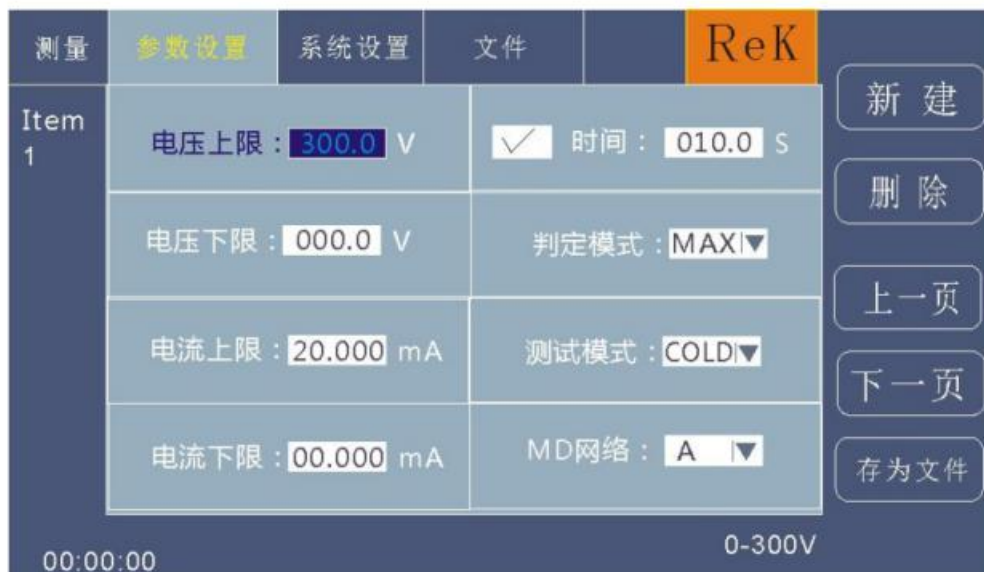 测量 参数设置 系统设置 文件 ReK
Item
1
电压上限：300.0 V
✓ 时间：010.0 S
电压下限：000.0 V
判定模式：MAX
电流上限：20.000 mA
测试模式：COLD
电流下限：00.000 mA
MD网络：A
新建
删除
上一页
下一页
存为文件
00:00:00
0-300V